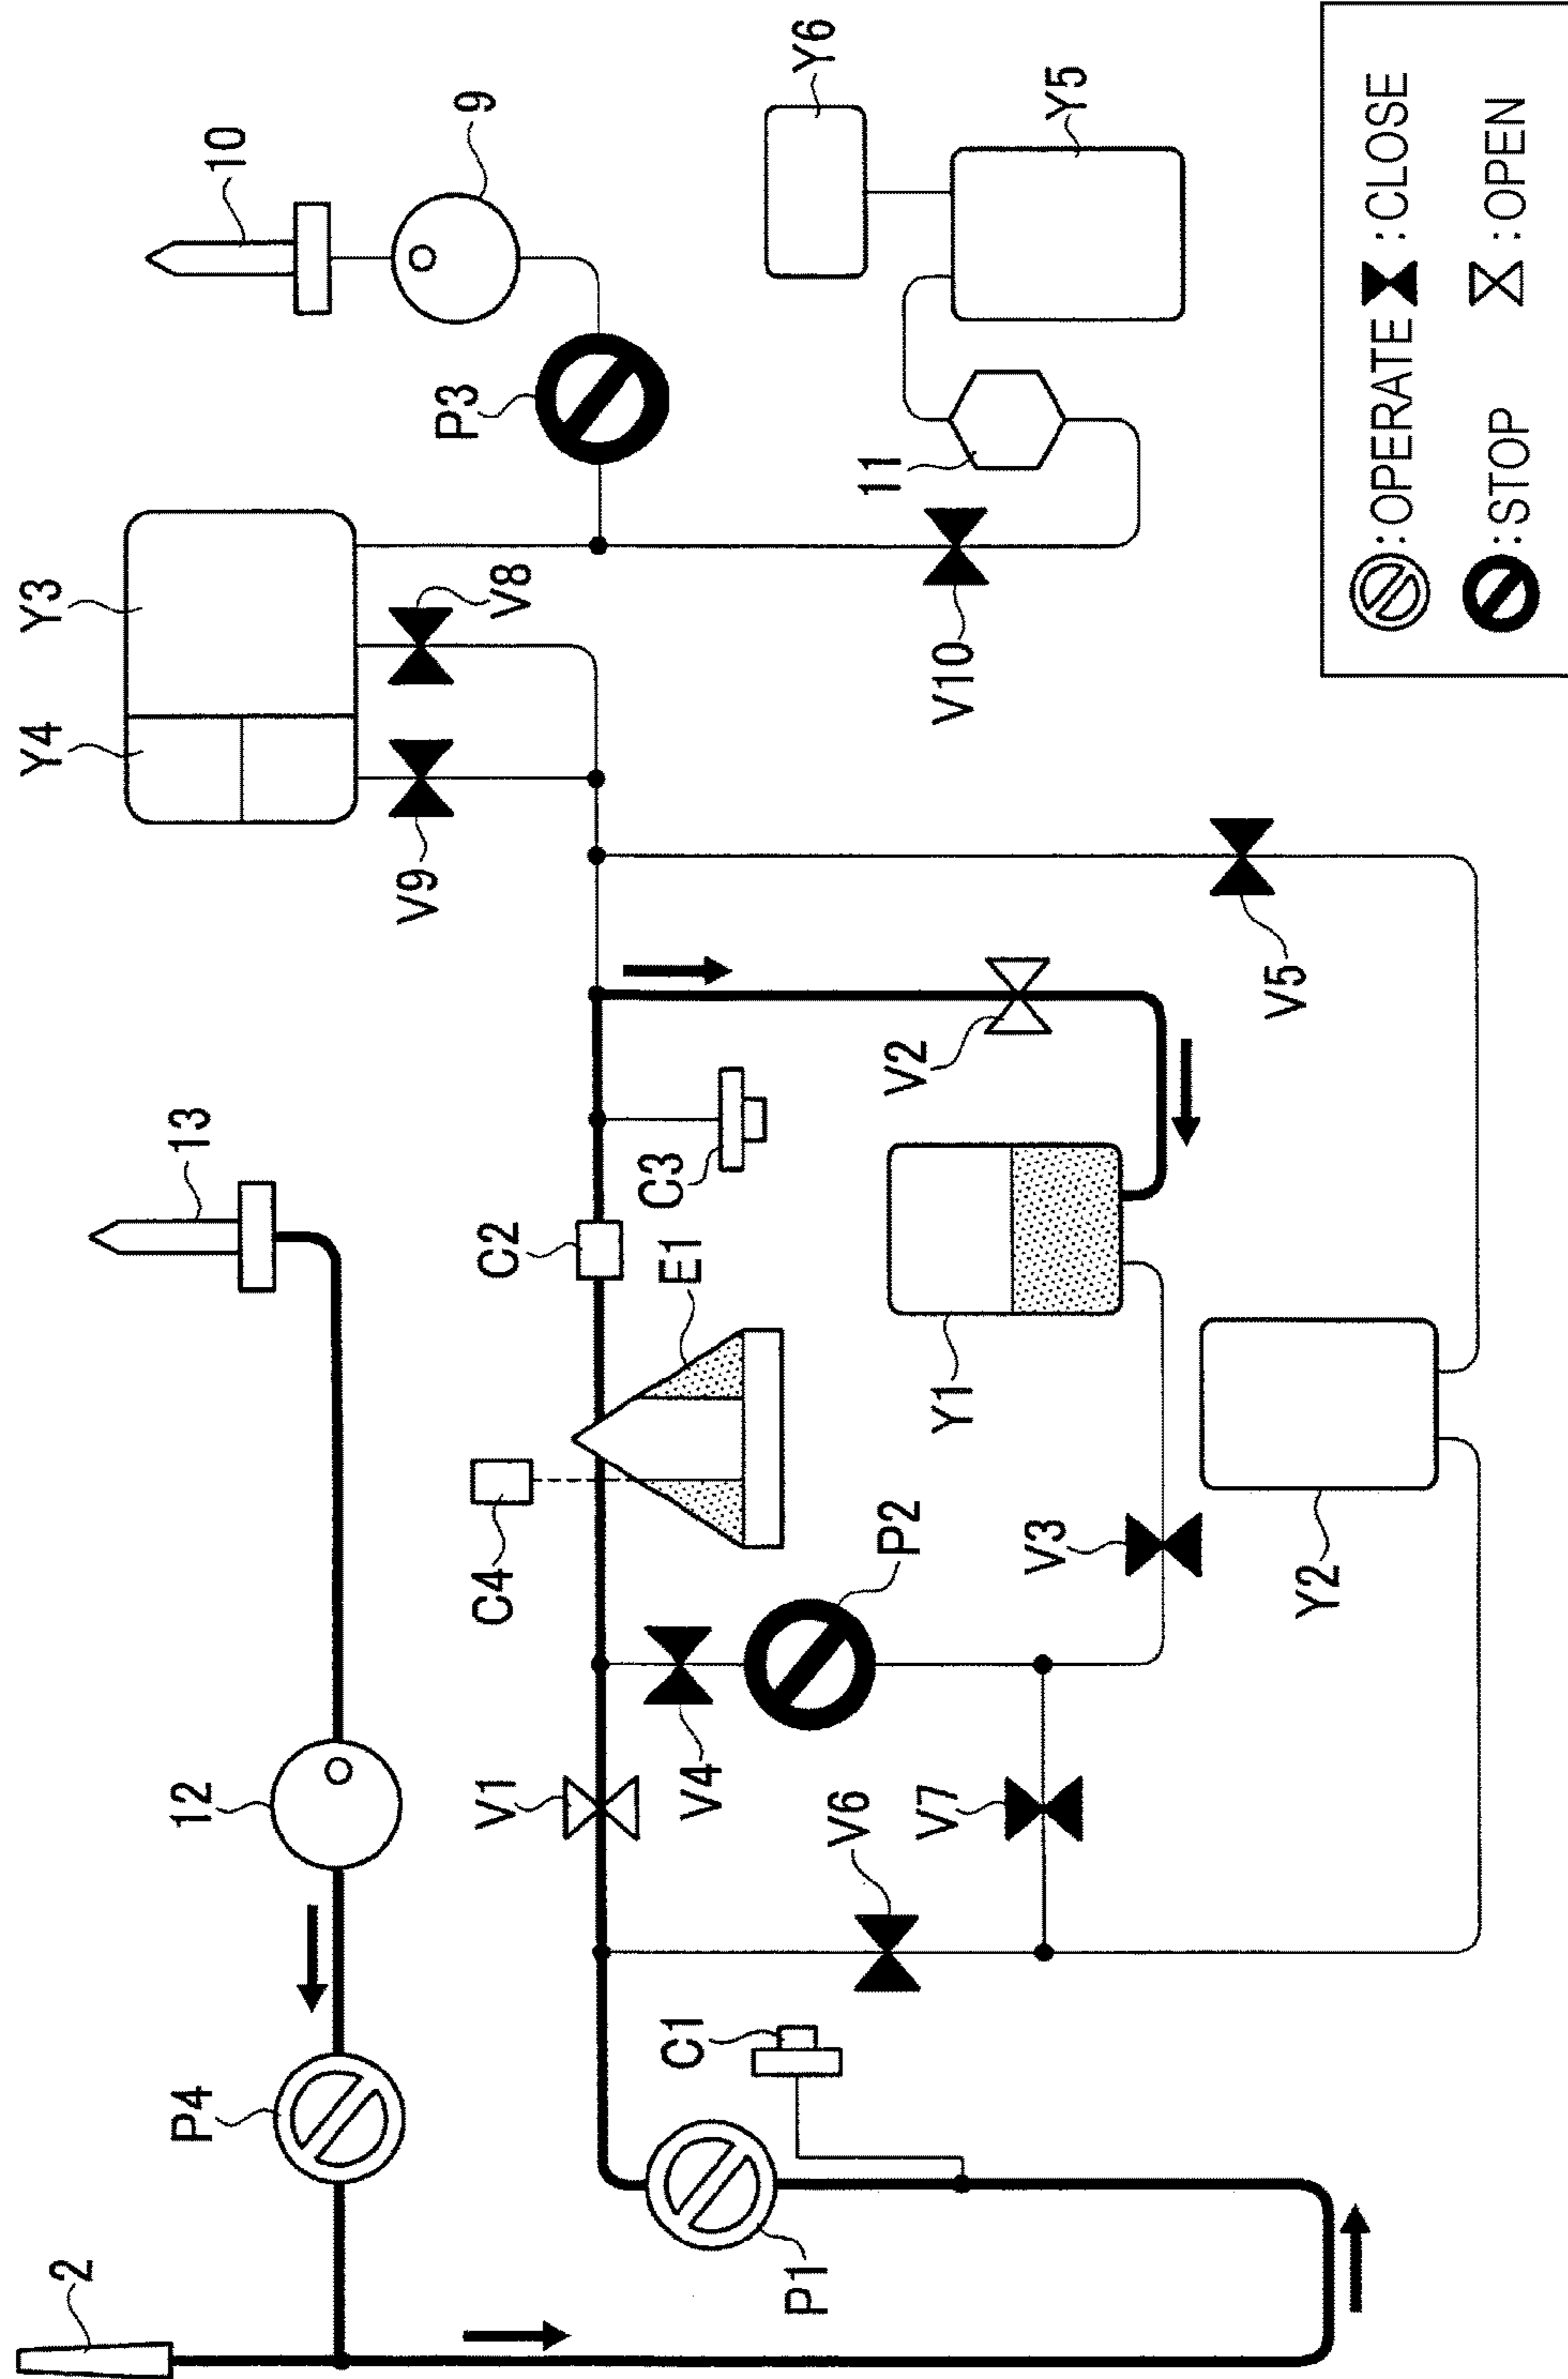 Y6
Y5
9
10
11
P3
Y3
Y4
V8
V9
V10
V5
V2
13
C3
C2
E1
Y1
Y2
C4
P2
V3
V4
V1
V6
V7
12
C1
P4
P1
2
:OPERATE :CLOSE
:STOP :OPEN